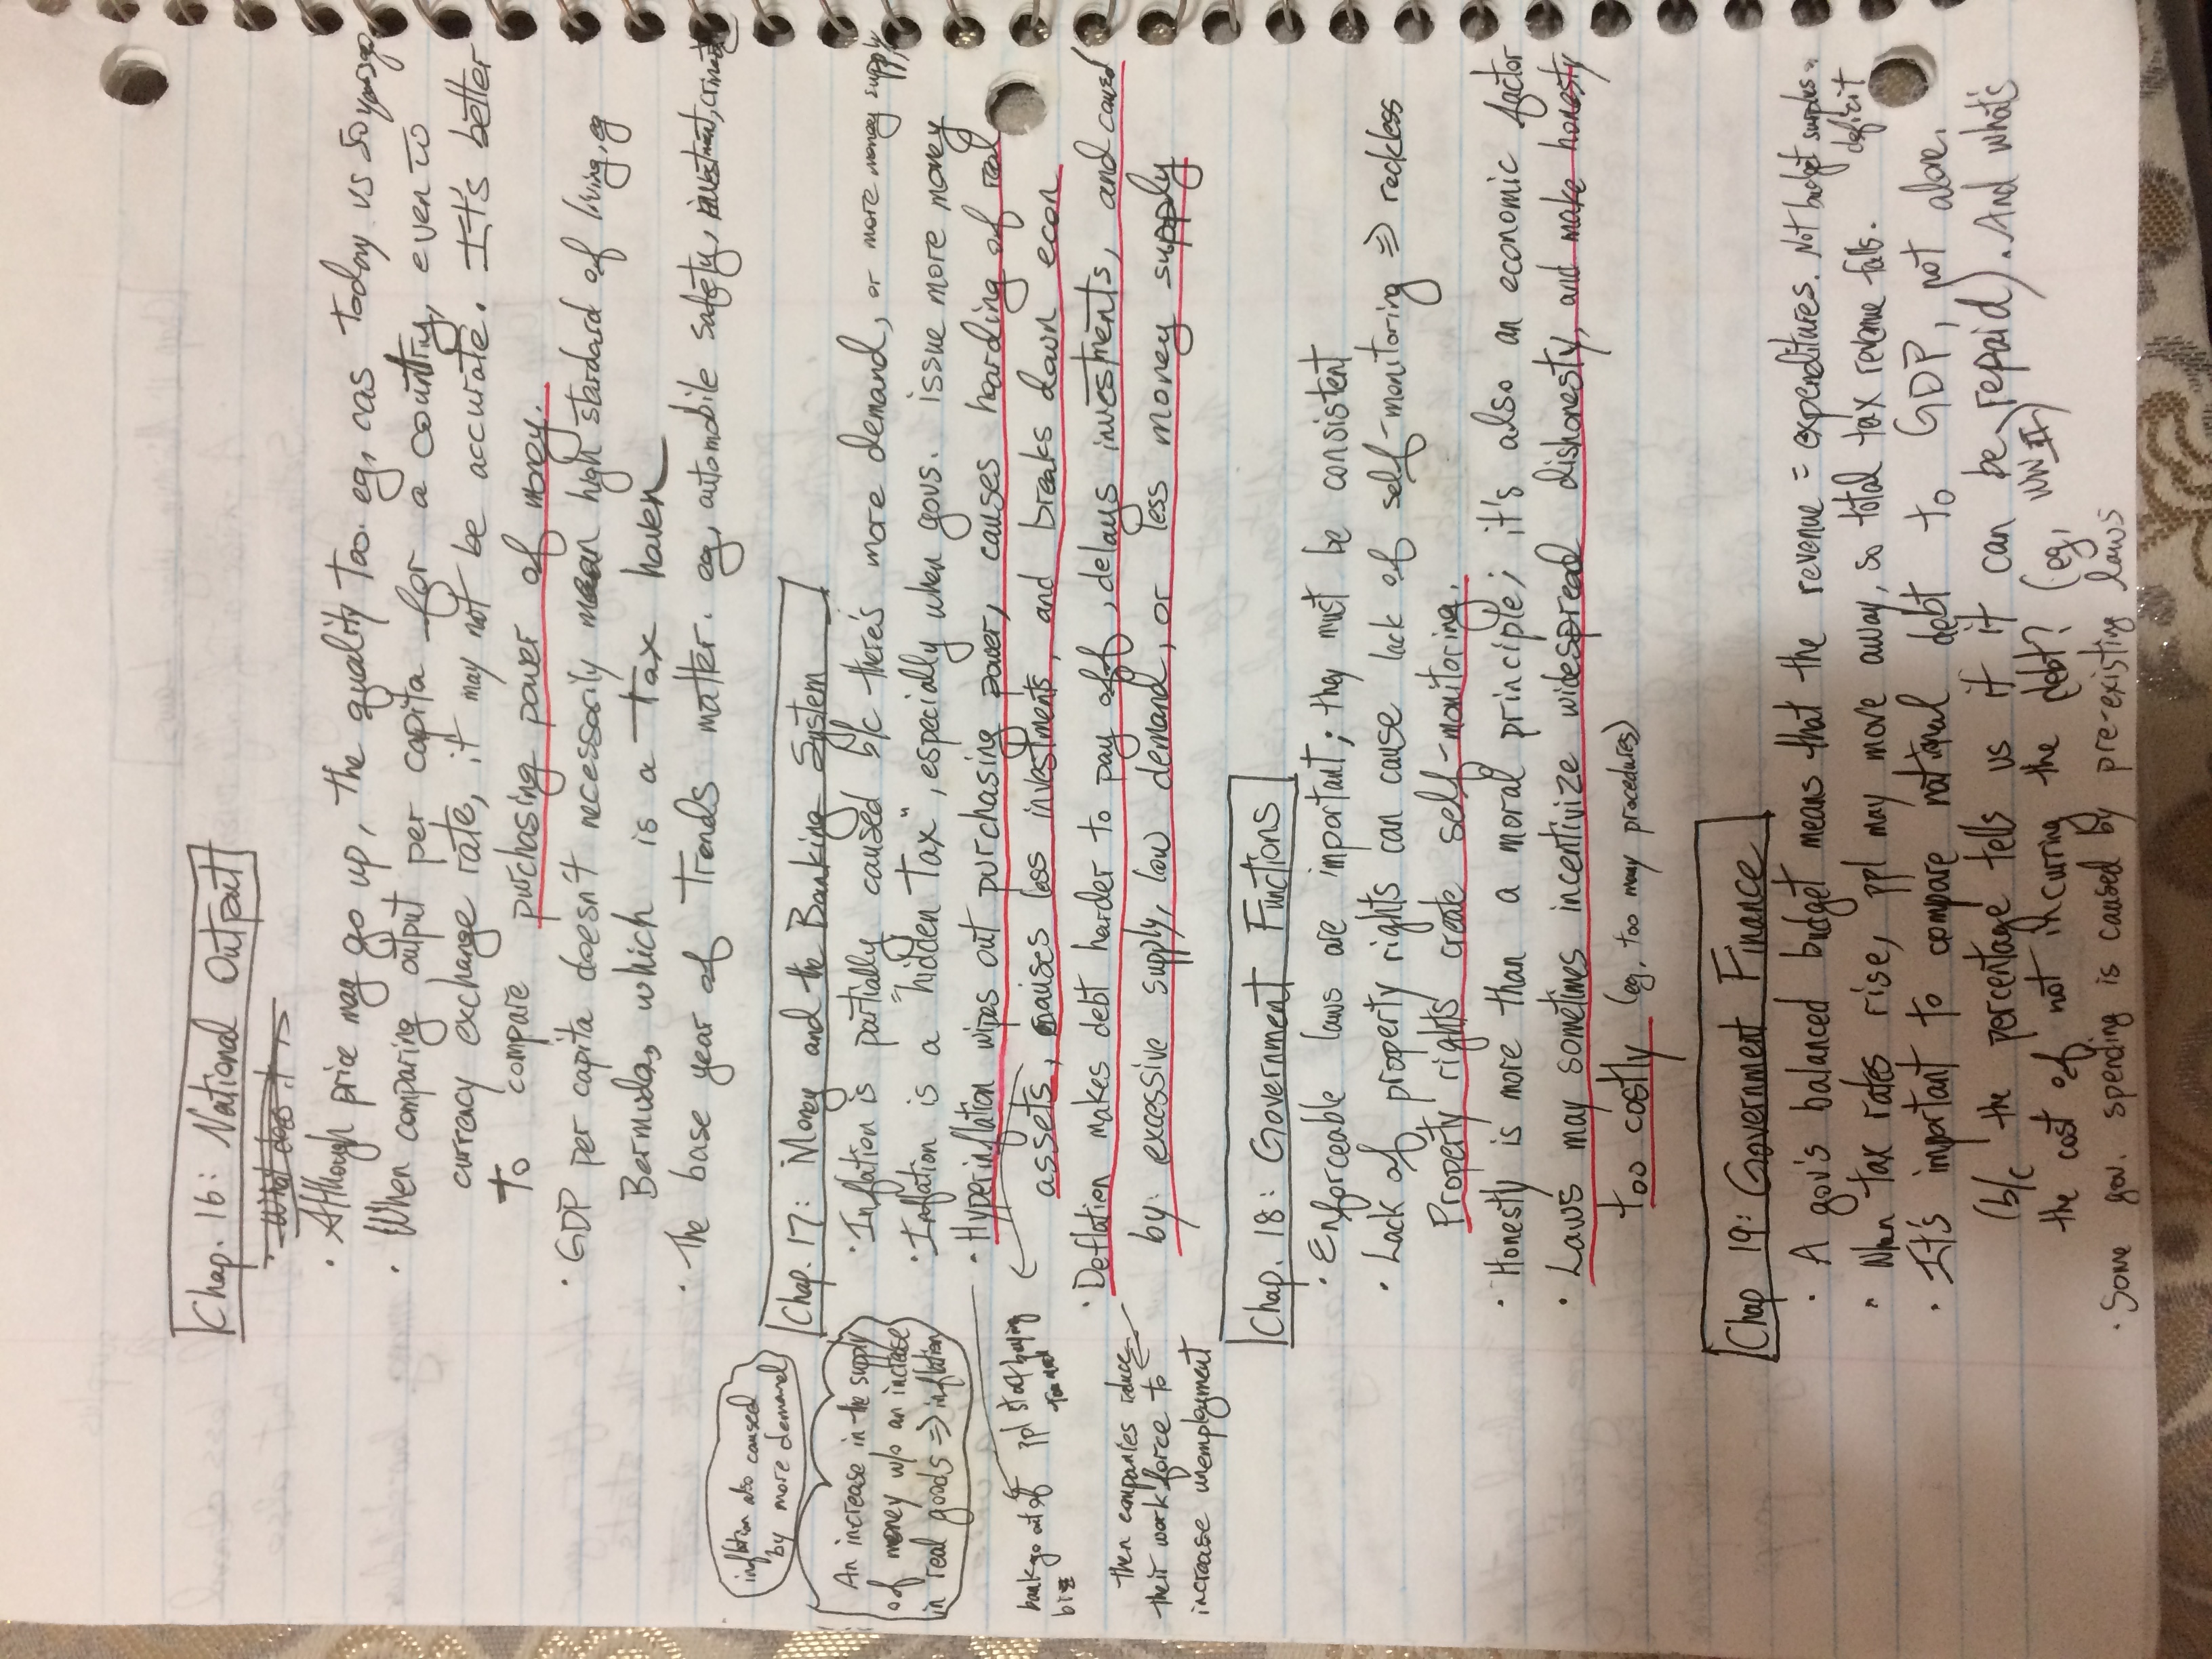 Chap. 16: National Output
What does it
· Although price may go up, the quality too. eg, cas today vs 50 yrs ago
· When comparing output per capita for a country, even w
currency exchange rate, it may not be accurate. It's better
to compare purchasing power of money.
· GDP per capita doesn't necessarily mean high standard of living, eg
Bermuda, which is a tax haven
· The base year of trends matter. eg, automobile safety, investment,
Chap. 17: Money and the Banking System
· Inflation is partially caused b/c there's more demand, or more money supply
· Inflation is a "hidden tax", especially when govs. issue more money
· Hyperinflation wipes out purchasing power, causes hording of real
assets, causes less investments, and breaks down econ
· Deflation makes debt harder to pay off, delays investments, and caused
by: excessive supply, low demand, or less money supply
inflation also caused
by more demand
An increase in the supply
of money w/o an increase
in real goods => inflation
bank go out of
biz
ppl stop buying
then companies reduce
their work force to
increase unemployment
Chap. 18: Government Functions
· Enforceable laws are important; they must be consistent
· Lack of property rights can cause lack of self-monitoring => reckless
Property rights create self-monitoring.
· Honestly is more than a moral principle; it's also an economic factor
· Laws may sometimes incentivize widespread dishonesty, and make honesty
too costly (eg, too may procedures)
Chap 19: Government Finance
· A gov's balanced budget means that the revenue = expenditures. Not budget surplus.
deficit
· When tax rates rise, ppl may move away, so total tax revenue falls.
· It's important to compare national debt to GDP, not alone.
(b/c the percentage tells us if it can be repaid). And what's
the cost of not incurring the debt? (eg, WWII)
· Some gov. spending is caused by pre-existing laws